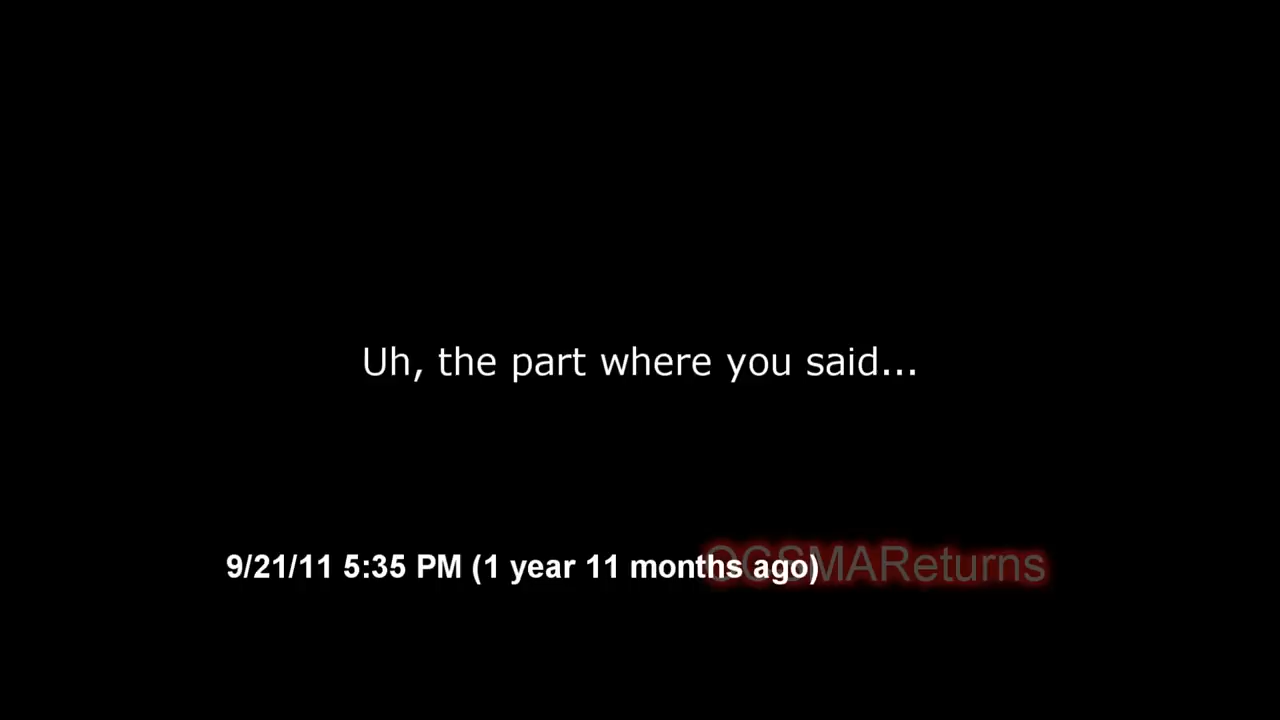 Uh, the part where you said...
9/21/11 5:35 PM (1 year 11 months ago)